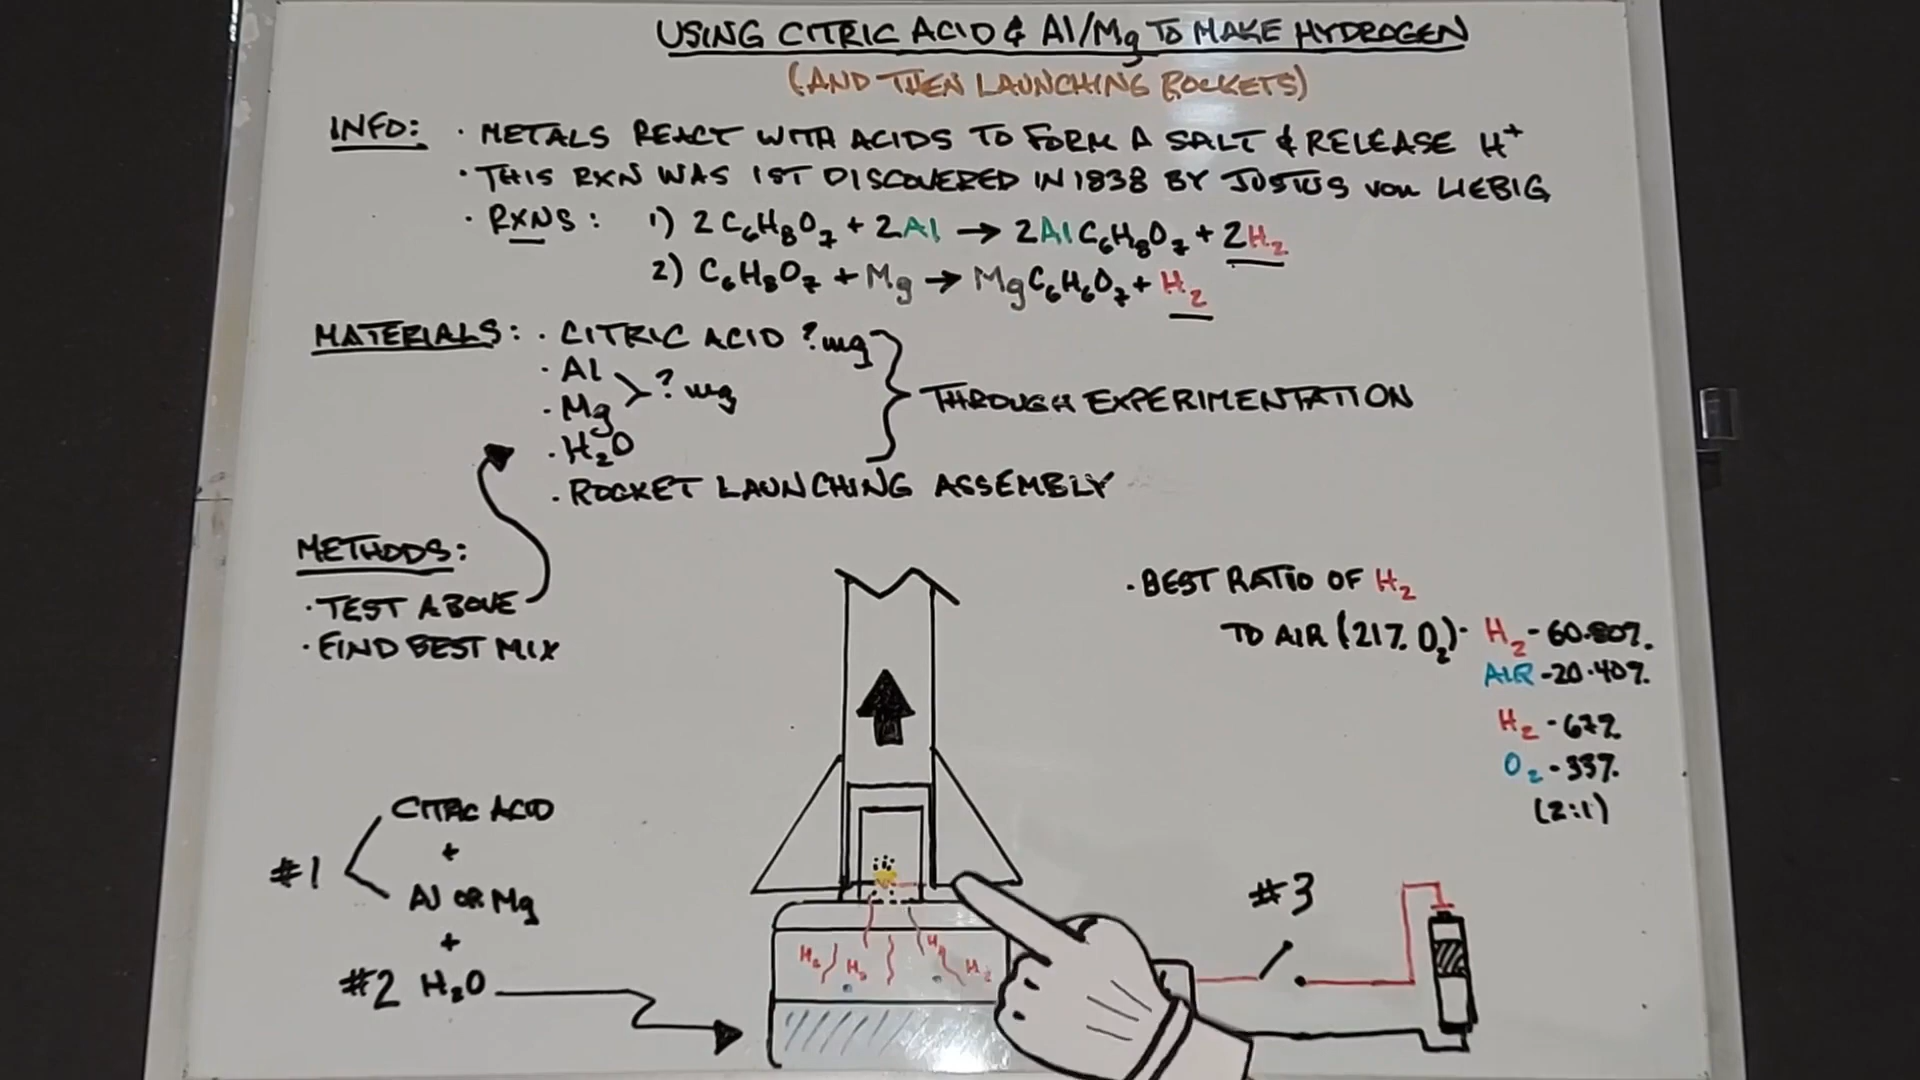 USING CITRIC ACID & Al/Mg TO MAKE HYDROGEN
(AND THEN LAUNCHING ROCKETS)
INFO: · METALS REACT WITH ACIDS TO FORM A SALT & RELEASE H⁺
· THIS RXN WAS 1ST DISCOVERED IN 1838 BY JUSTUS von LIEBIG
· RXNS: 1) 2C₆H₈O₇ + 2Al → 2AlC₆H₈O₇ + 2H₂
2) C₆H₈O₇ + Mg → MgC₆H₆O₇ + H₂
MATERIALS: · CITRIC ACID ?mg
· Al
· Mg
?mg
· H₂O
THROUGH EXPERIMENTATION
· ROCKET LAUNCHING ASSEMBLY
METHODS:
· TEST ABOVE
· FIND BEST MIX
· BEST RATIO OF H₂
TO AIR (21% O₂)· H₂-60·80%.
AIR-20·40%.
H₂-67%
O₂-33%.
(2:1)
CITRIC ACID
+
#1
Al OR Mg
+
#2 H₂O
#3
H₂ H₂ H₂ H₂